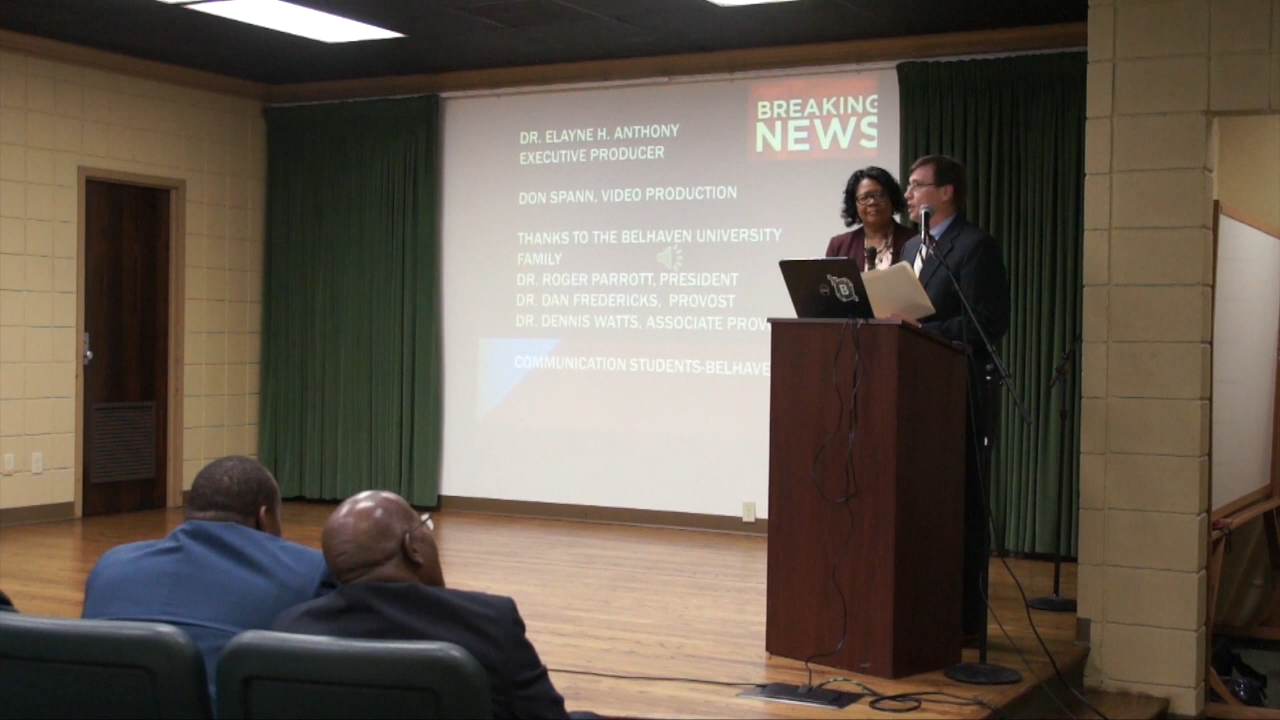 BREAKING
NEWS
DR. ELAYNE H. ANTHONY
EXECUTIVE PRODUCER
DON SPANN, VIDEO PRODUCTION
THANKS TO THE BELHAVEN UNIVERSITY
FAMILY
DR. ROGER PARROTT, PRESIDENT
DR. DAN FREDERICKS, PROVOST
DR. DENNIS WATTS, ASSOCIATE PROV
COMMUNICATION STUDENTS-BELHAVE
B